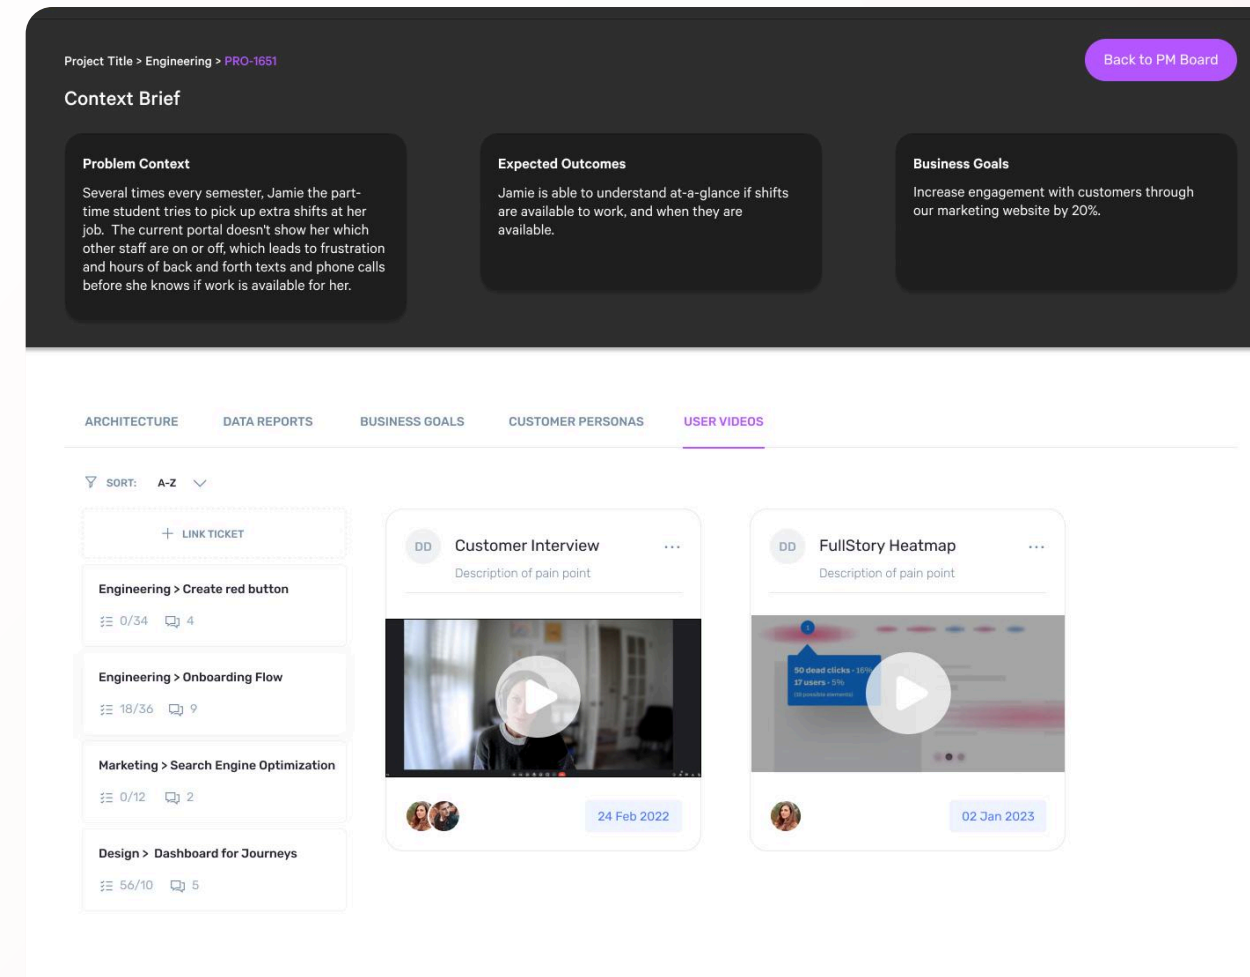 Project Title > Engineering > PRO-1651
Back to PM Board
Context Brief
Problem Context
Several times every semester, Jamie the part-
time student tries to pick up extra shifts at her
job.  The current portal doesn't show her which
other staff are on or off, which leads to frustration
and hours of back and forth texts and phone calls
before she knows if work is available for her.
Expected Outcomes
Jamie is able to understand at-a-glance if shifts
are available to work, and when they are
available.
Business Goals
Increase engagement with customers through
our marketing website by 20%.
ARCHITECTURE
DATA REPORTS
BUSINESS GOALS
CUSTOMER PERSONAS
USER VIDEOS
SORT: A-Z
LINK TICKET
Engineering > Create red button
0/34 4
Engineering > Onboarding Flow
18/36 9
Marketing > Search Engine Optimization
0/12 2
Design >  Dashboard for Journeys
56/10 5
DD
Customer Interview
Description of pain point
24 Feb 2022
DD
FullStory Heatmap
Description of pain point
1
50 dead clicks - 16%
17 users - 5%
02 Jan 2023